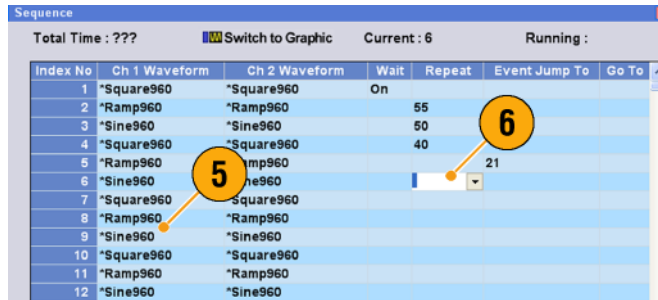 Sequence
Total Time : ??? Switch to Graphic Current : 6 Running :
Index No Ch 1 Waveform Ch 2 Waveform Wait Repeat Event Jump To Go To
1 *Square960 *Square960 On
2 *Ramp960 *Ramp960 55
3 *Sine960 *Sine960 50
4 *Square960 *Square960 40
5 *Ramp960 mp960 21
6 *Sine960 ne960
7 *Square960 *Square960
8 *Ramp960 *Ramp960
9 *Sine960 *Sine960
10 *Square960 *Square960
11 *Ramp960 *Ramp960
12 *Sine960 *Sine960
5
6